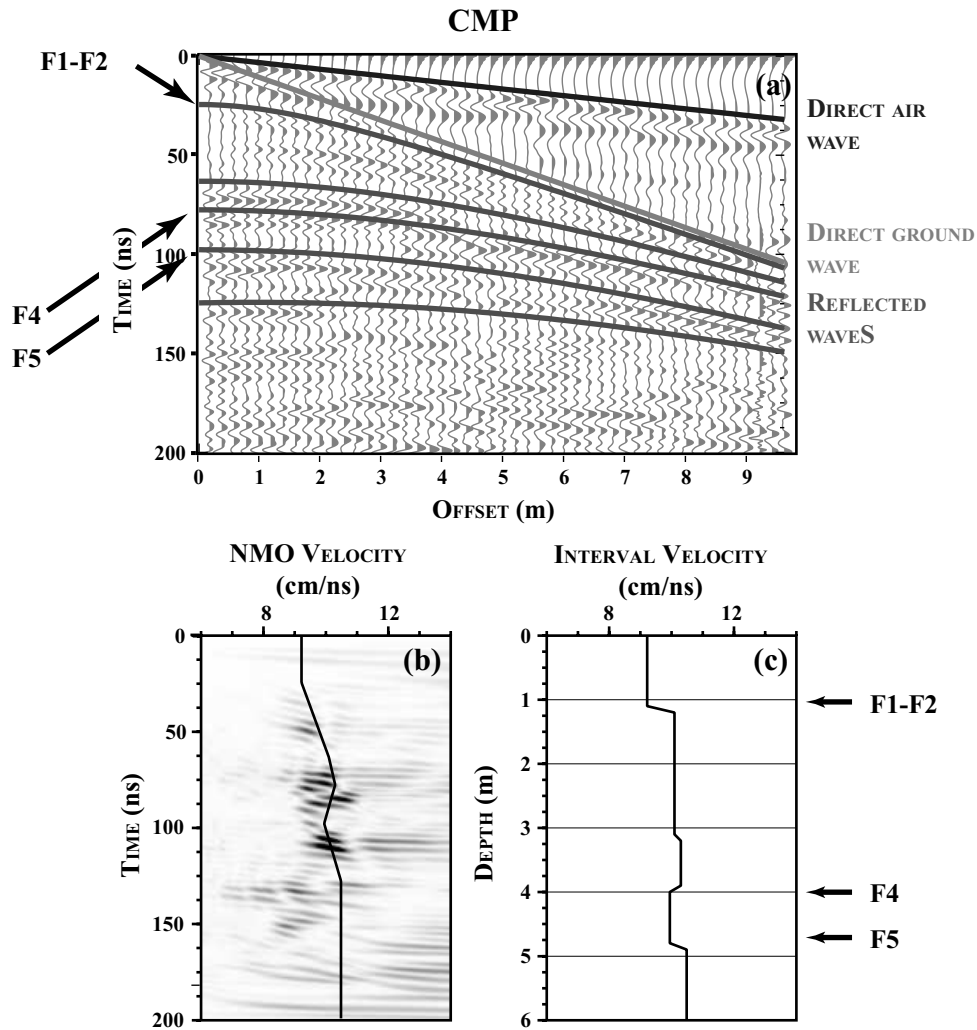 CMP
F1-F2
(a)
0
50
100
150
200
TIME (ns)
F4
F5
DIRECT AIR
WAVE
DIRECT GROUND
WAVE
REFLECTED
WAVES
0 1 2 3 4 5 6 7 8 9
OFFSET (m)
NMO VELOCITY
(cm/ns)
8 12
(b)
0
50
100
150
200
TIME (ns)
INTERVAL VELOCITY
(cm/ns)
8 12
(c)
0
1
2
3
4
5
6
DEPTH (m)
F1-F2
F4
F5